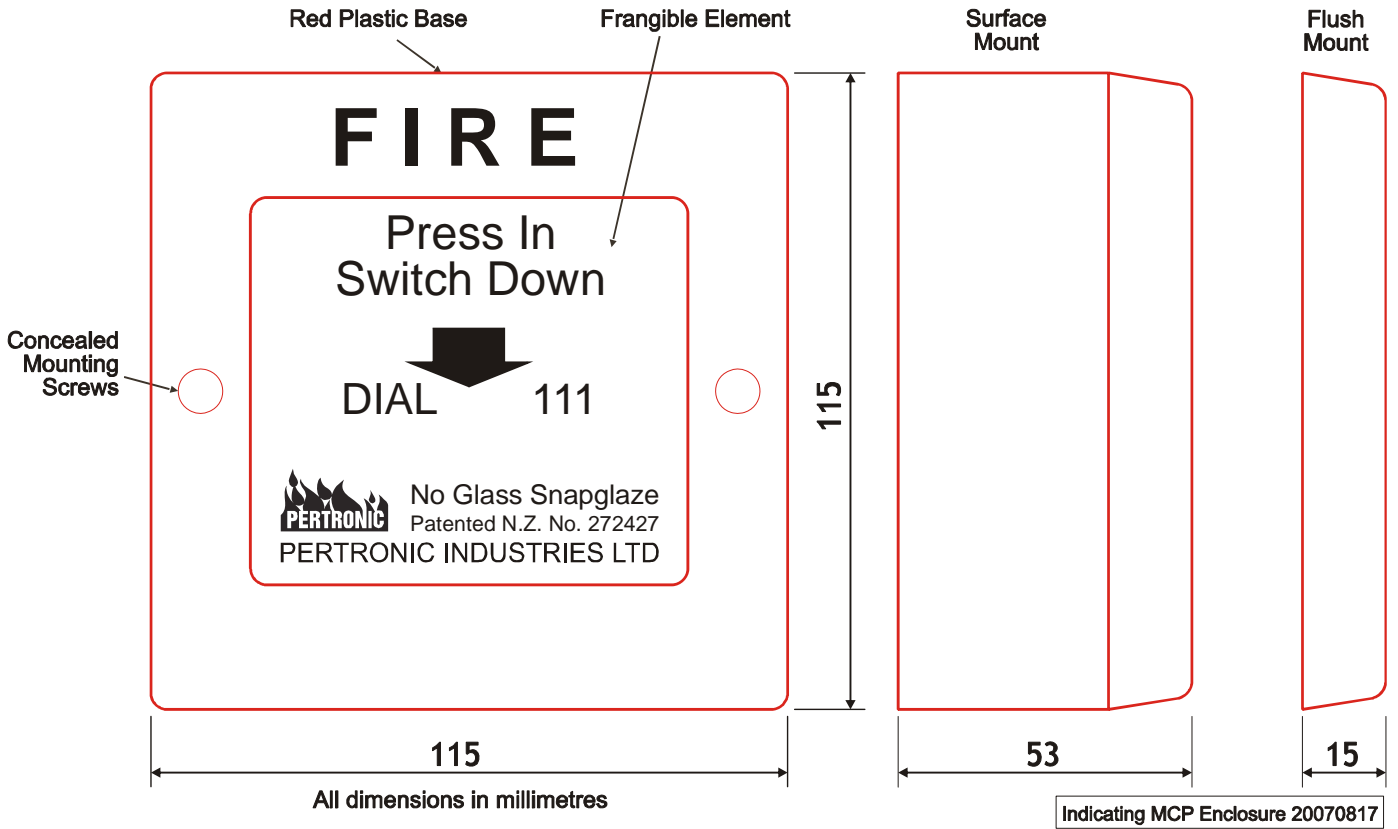 Red Plastic Base
Frangible Element
Surface
Mount
Flush
Mount
FIRE
Press In
Switch Down
Concealed
Mounting
Screws
DIAL 111
115
PERTRONIC
No Glass Snapglaze
Patented N.Z. No. 272427
PERTRONIC INDUSTRIES LTD
115
53
15
All dimensions in millimetres
Indicating MCP Enclosure 20070817